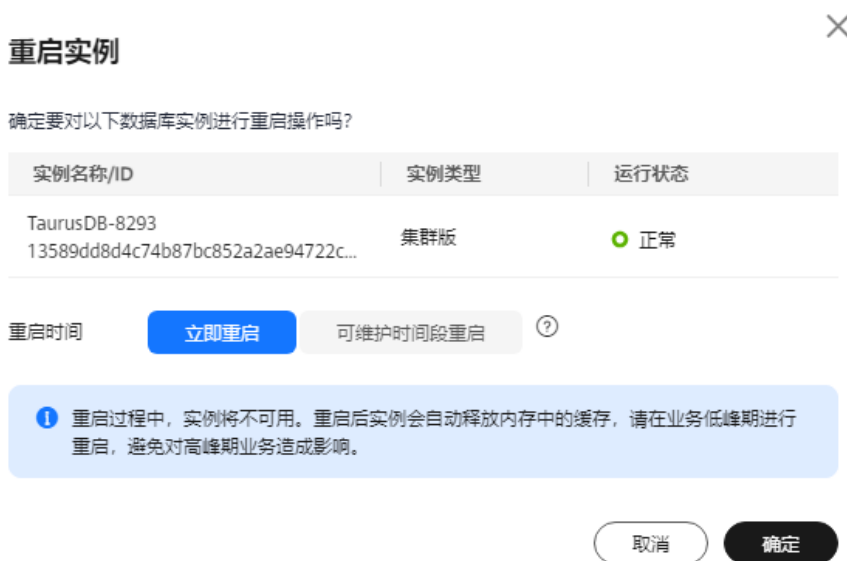 重启实例
确定要对以下数据库实例进行重启操作吗?
实例名称/ID 实例类型 运行状态
TaurusDB-8293
13589dd8d4c74b87bc852a2ae94722c...
集群版 正常
重启时间 立即重启 可维护时间段重启 ?
重启过程中，实例将不可用。重启后实例会自动释放内存中的缓存，请在业务低峰期进行
重启，避免对高峰期业务造成影响。
取消 确定